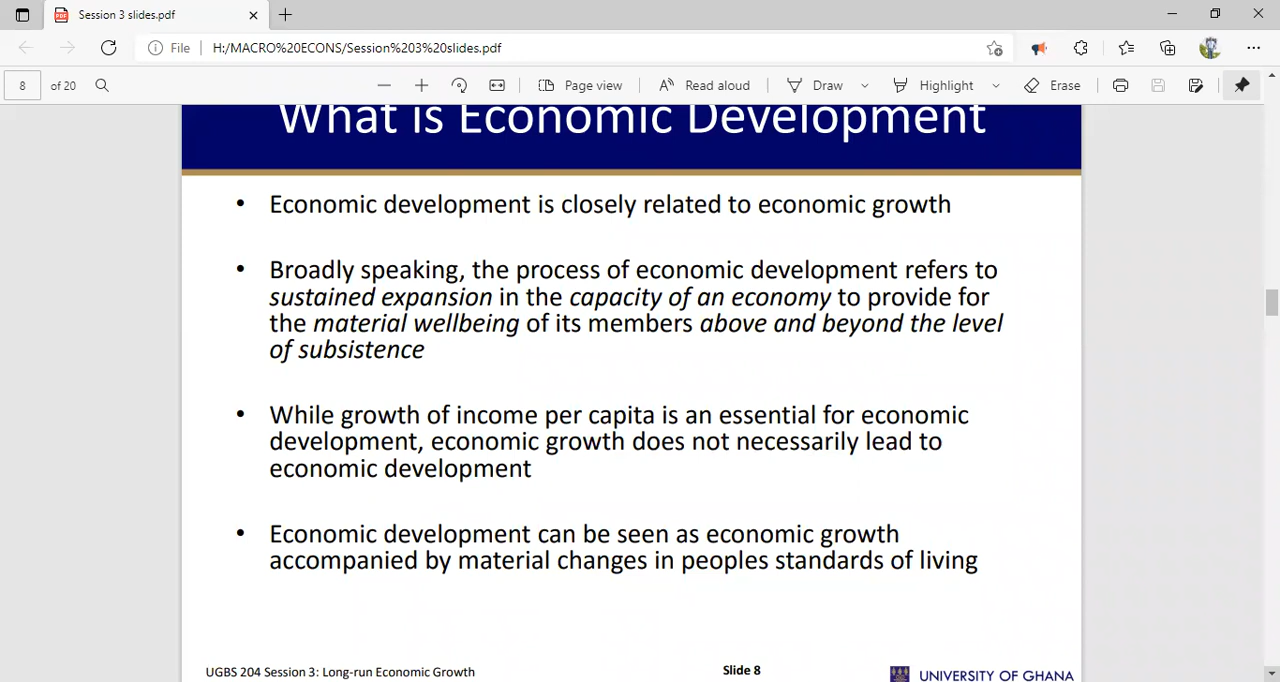 Session 3 slides.pdf
File
H:/MACRO%20ECONS/Session%203%20slides.pdf
8 of 20
Page view
Read aloud
Draw
Highlight
Erase
What is Economic Development
• Economic development is closely related to economic growth
• Broadly speaking, the process of economic development refers to
sustained expansion in the capacity of an economy to provide for
the material wellbeing of its members above and beyond the level
of subsistence
• While growth of income per capita is an essential for economic
development, economic growth does not necessarily lead to
economic development
• Economic development can be seen as economic growth
accompanied by material changes in peoples standards of living
UGBS 204 Session 3: Long-run Economic Growth
Slide 8
UNIVERSITY OF GHANA